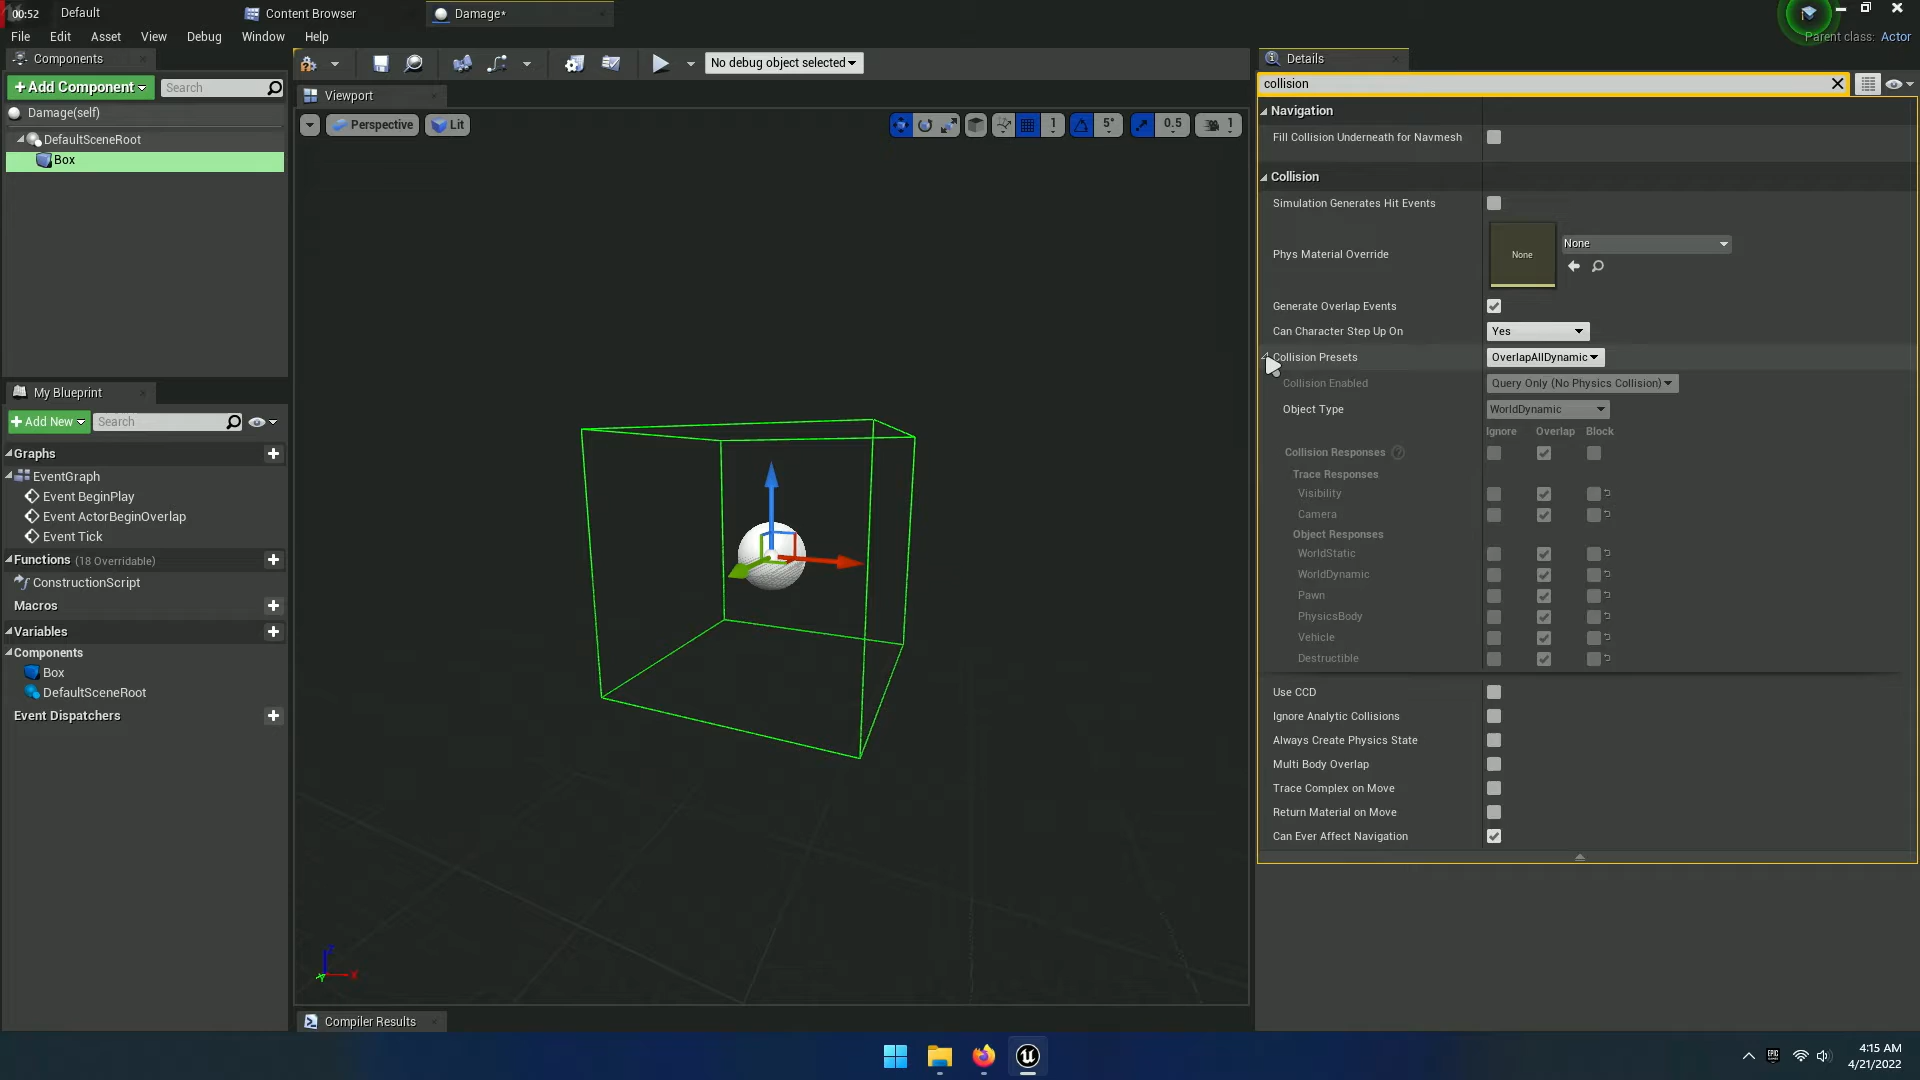 00:52
Default
Content Browser
Damage*
File
Edit
Asset
View
Debug
Window
Help
Parent class: Actor
Components
+Add Component
Search
Damage(self)
DefaultSceneRoot
Box
No debug object selected
Viewport
Perspective
Lit
1
5°
0.5
1
My Blueprint
+Add New
Search
Graphs
EventGraph
Event BeginPlay
Event ActorBeginOverlap
Event Tick
Functions (18 Overridable)
ConstructionScript
Macros
Variables
Components
Box
DefaultSceneRoot
Event Dispatchers
Compiler Results
Details
collision
Navigation
Fill Collision Underneath for Navmesh
Collision
Simulation Generates Hit Events
Phys Material Override
None
None
Generate Overlap Events
Can Character Step Up On
Yes
Collision Presets
OverlapAllDynamic
Collision Enabled
Query Only (No Physics Collision)
Object Type
WorldDynamic
Ignore
Overlap
Block
Collision Responses
Trace Responses
Visibility
Camera
Object Responses
WorldStatic
WorldDynamic
Pawn
PhysicsBody
Vehicle
Destructible
Use CCD
Ignore Analytic Collisions
Always Create Physics State
Multi Body Overlap
Trace Complex on Move
Return Material on Move
Can Ever Affect Navigation
4:15 AM
4/21/2022